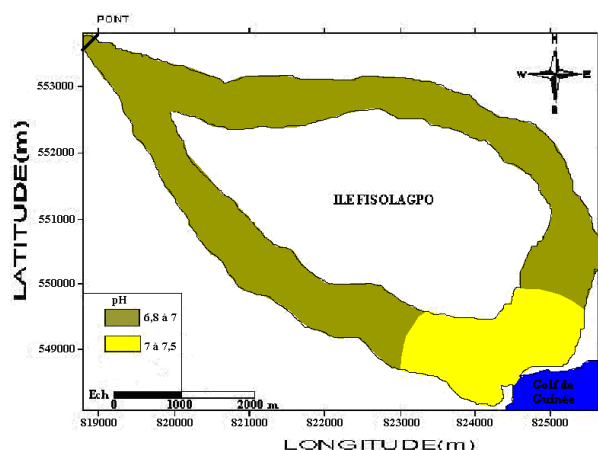 PONT
W
E
553000
552000
551000
550000
549000
LATITUDE(m)
ILE FISOLAGPO
pH
6,8 à 7
7 à 7,5
Ech
0 1000 2000 m.
Golf de
Guinée
819000 820000 821000 822000 823000 824000 825000
LONGITUDE(m)